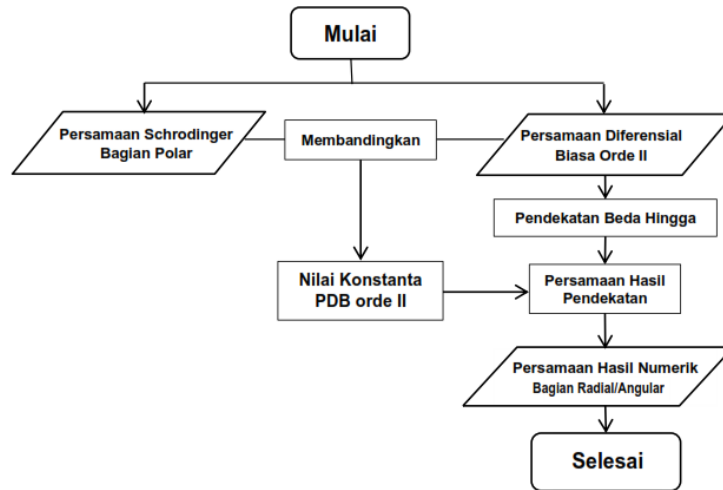 Mulai
Persamaan Schrodinger
Bagian Polar
Membandingkan
Persamaan Diferensial
Biasa Orde II
Pendekatan Beda Hingga
Nilai Konstanta
PDB orde II
Persamaan Hasil
Pendekatan
Persamaan Hasil Numerik
Bagian Radial/Angular
Selesai